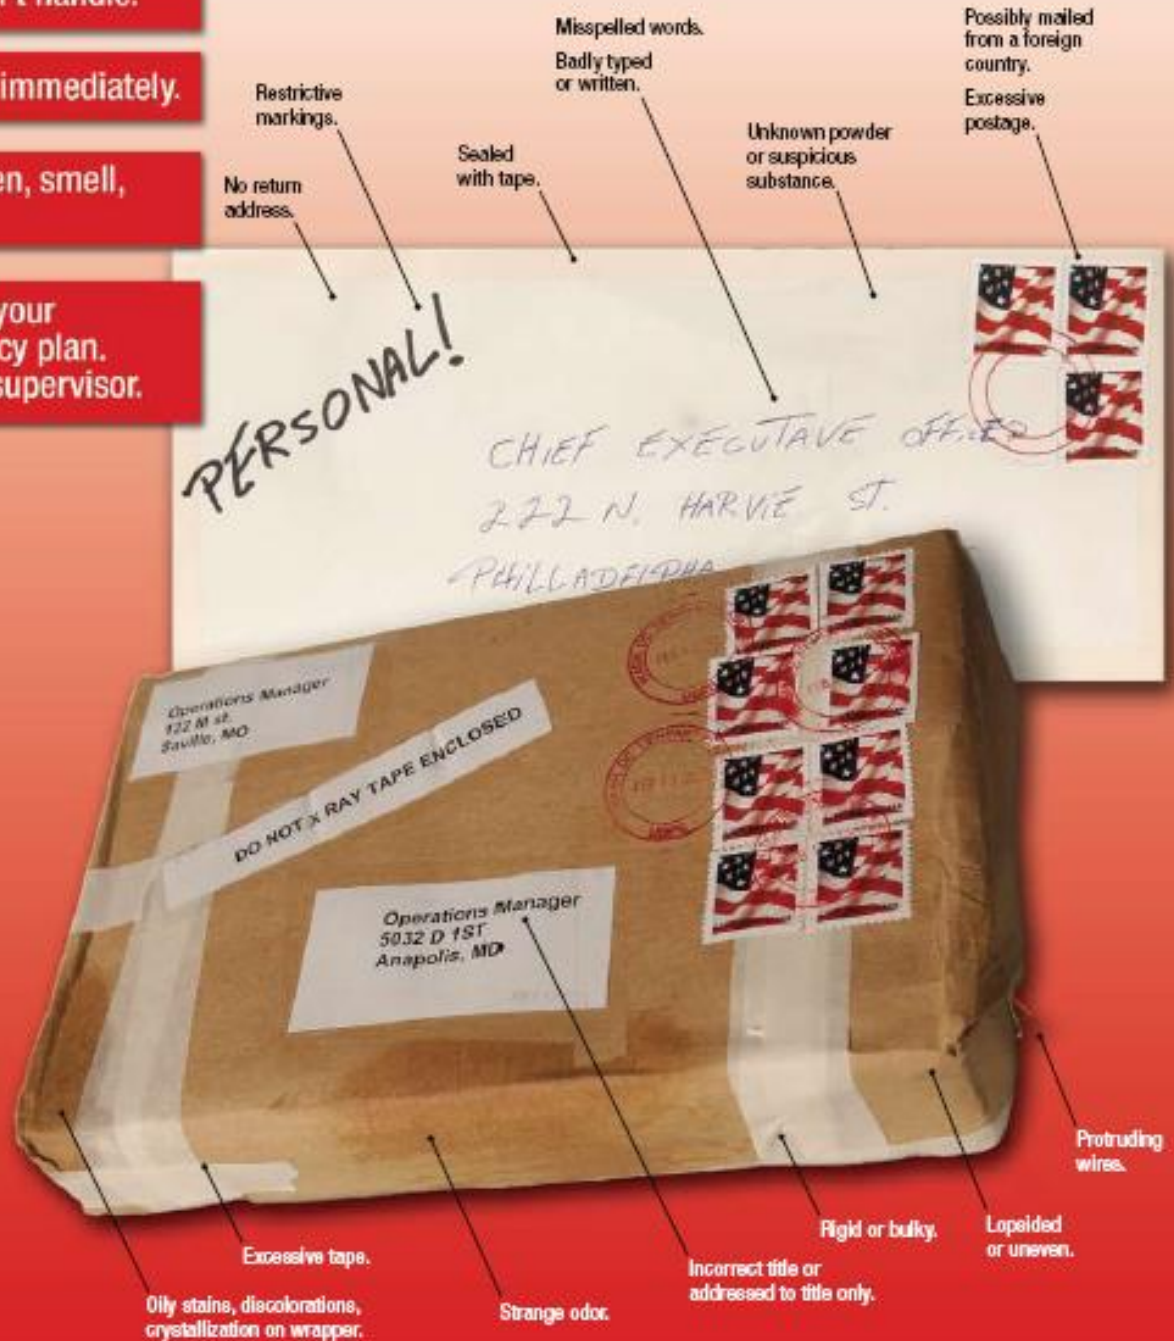 handle.
immediately.
smell,
your
plan.
supervisor.
Restrictive
markings.
No return
address.
Sealed
with tape.
Misspelled words.
Badly typed
or written.
Unknown powder
or suspicious
substance.
Possibly mailed
from a foreign
country.
Excessive
postage.
PERSONAL!
CHIEF EXECUTAVE
222 N. HARVIE ST.
Operations Manager
Saville, MO
DO NOT x RAY TAPE ENCLOSED
Operations Manager
5032 D 1ST
Anapolis, MD
Protruding
wires.
Lopsided
or uneven.
Rigid or bulky.
Incorrect title or
addressed to title only.
Strange odor.
Excessive tape.
Oily stains, discolorations,
crystallization on wrapper.